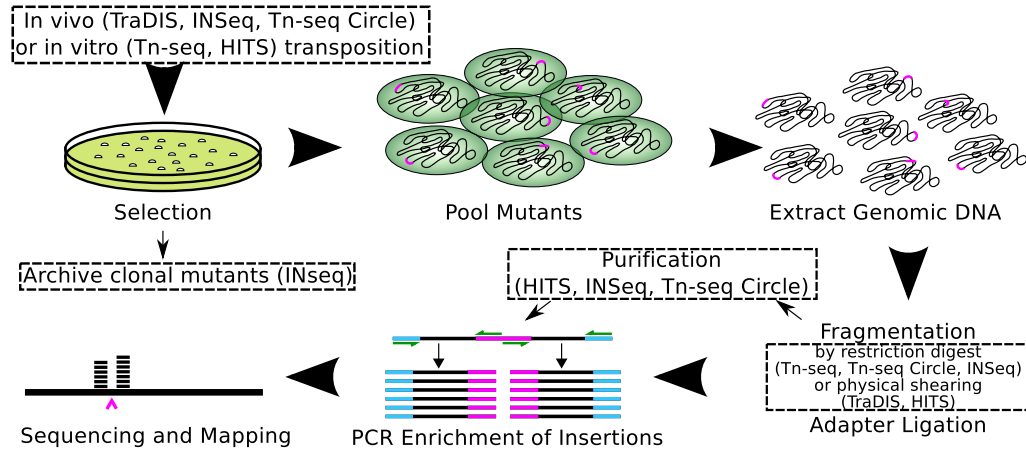 In vivo (TraDIS, INSeq, Tn-seq Circle)
or in vitro (Tn-seq, HITS) transposition
Selection
Pool Mutants
Extract Genomic DNA
Archive clonal mutants (INseq)
Purification
(HITS, INSeq, Tn-seq Circle)
Fragmentation
by restriction digest
(Tn-seq, Tn-seq Circle, INSeq)
or physical shearing
(TraDIS, HITS)
Adapter Ligation
PCR Enrichment of Insertions
Sequencing and Mapping